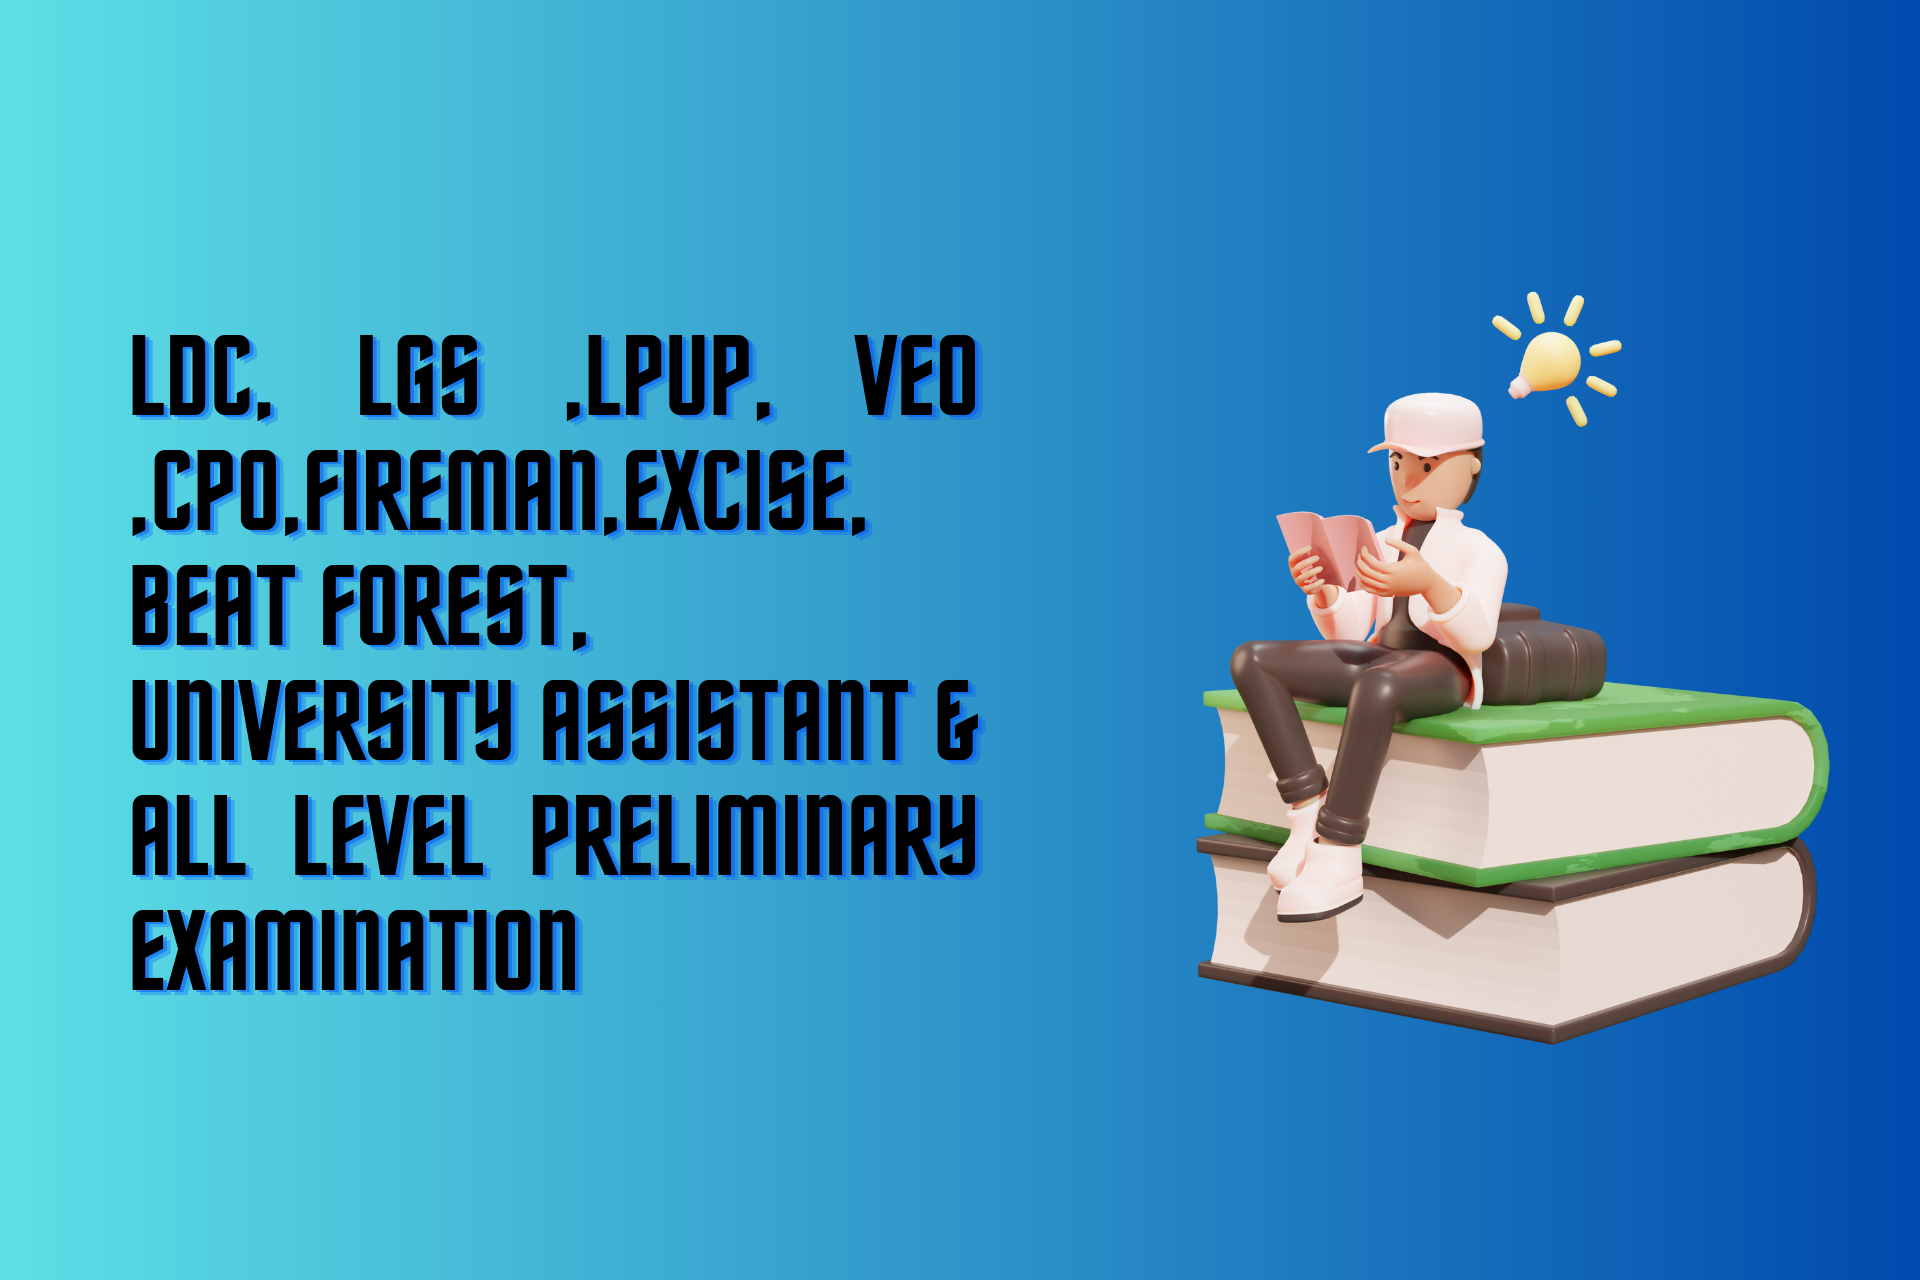 LDC, LGS ,LPUP, VEO
,CPO,FIREMAN,EXCISE,
BEAT FOREST,
UNIVERSITY ASSISTANT &
ALL LEVEL PRELIMINARY
EXAMINATION